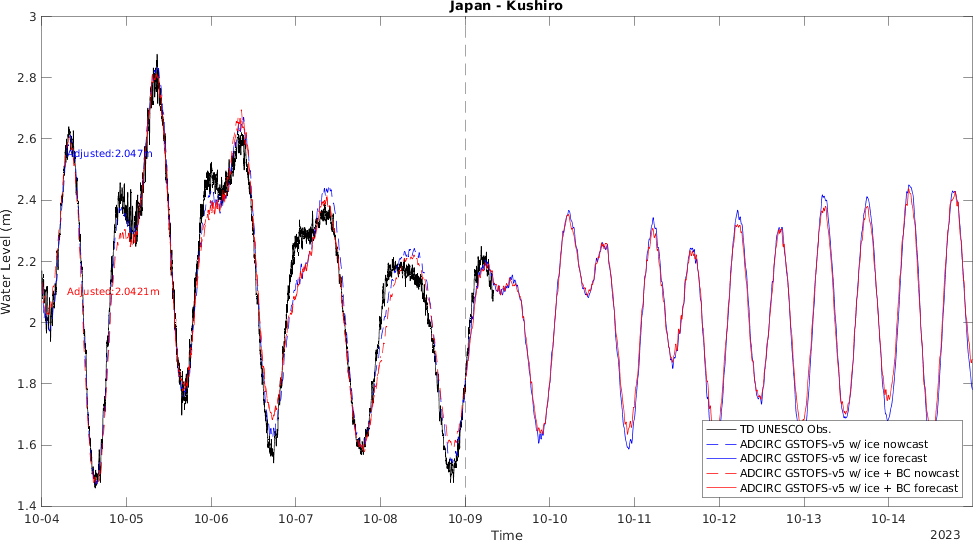 Japan - Kushiro
3
2.8
2.6
2.4
2.2
2
1.8
1.6
1.4
Water Level (m)
Adjusted:2.047m
Adjusted:2.0421m
TD UNESCO Obs.
ADCIRC GSTOFS-v5 w/ ice nowcast
ADCIRC GSTOFS-v5 w/ ice forecast
ADCIRC GSTOFS-v5 w/ ice + BC nowcast
ADCIRC GSTOFS-v5 w/ ice + BC forecast
10-04 10-05 10-06 10-07 10-08 10-09 10-10 10-11 10-12 10-13 10-14
Time
2023